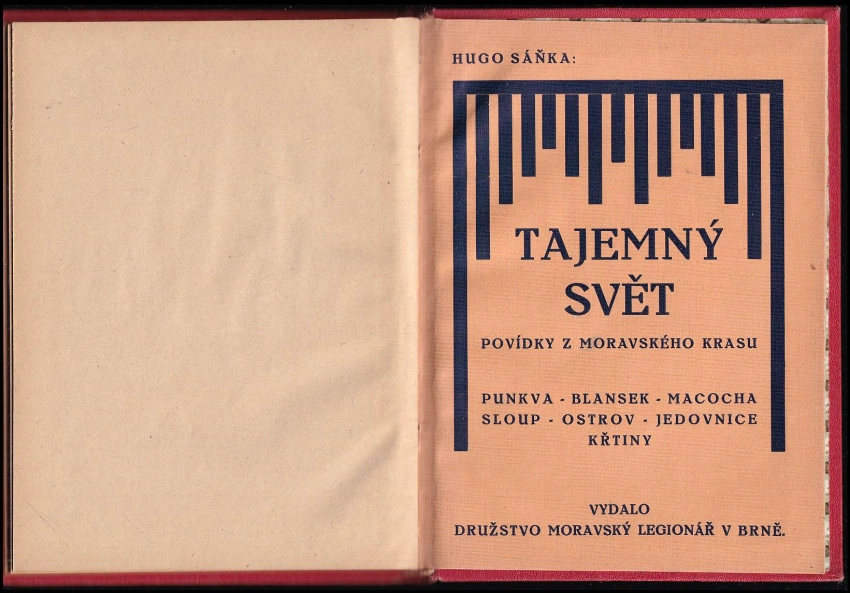 HUGO SÁŇKA:
TAJEMNÝ
SVĚT
POVÍDKY Z MORAVSKÉHO KRASU
PUNKVA - BLANSEK - MACOCHA
SLOUP - OSTROV - JEDOVNICE
KŘTINY
VYDALO
DRUŽSTVO MORAVSKÝ LEGIONÁŘ V BRNĚ.